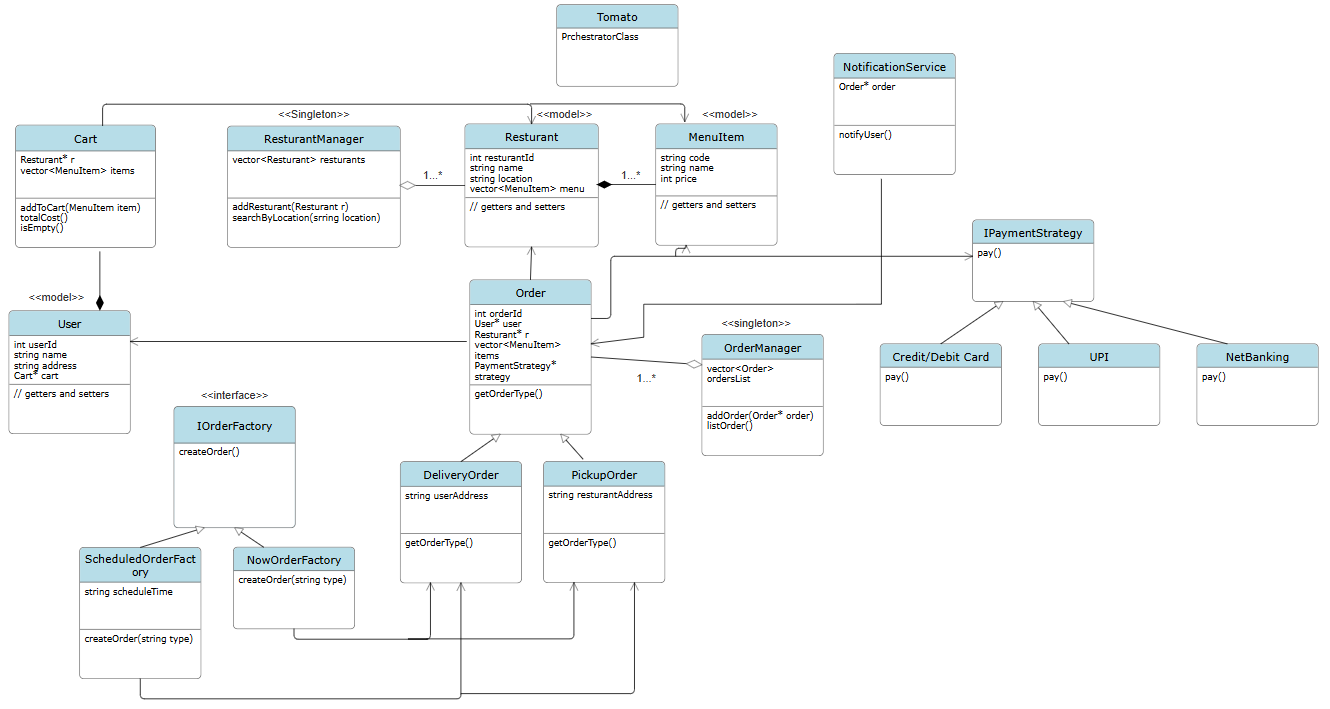 Tomato
PrchestratorClass
NotificationService
Order* order
notifyUser()
<<Singleton>>
<<model>>
<<model>>
Cart
Resturant* r
vector<MenuItem> items
addToCart(MenuItem item)
totalCost()
isEmpty()
ResturantManager
vector<Resturant> resturants
addResturant(Resturant r)
searchByLocation(srring location)
1...*
Resturant
int resturantId
string name
string location
vector<MenuItem> menu
// getters and setters
1...*
MenuItem
string code
string name
int price
// getters and setters
IPaymentStrategy
pay()
<<model>>
User
int userId
string name
string address
Cart* cart
// getters and setters
Order
int orderId
User* user
Resturant* r
vector<MenuItem>
items
PaymentStrategy*
strategy
getOrderType()
<<singleton>>
OrderManager
vector<Order>
ordersList
addOrder(Order* order)
listOrder()
1...*
Credit/Debit Card
pay()
UPI
pay()
NetBanking
pay()
<<interface>>
IOrderFactory
createOrder()
DeliveryOrder
string userAddress
getOrderType()
PickupOrder
string resturantAddress
getOrderType()
ScheduledOrderFact
ory
string scheduleTime
createOrder(string type)
NowOrderFactory
createOrder(string type)